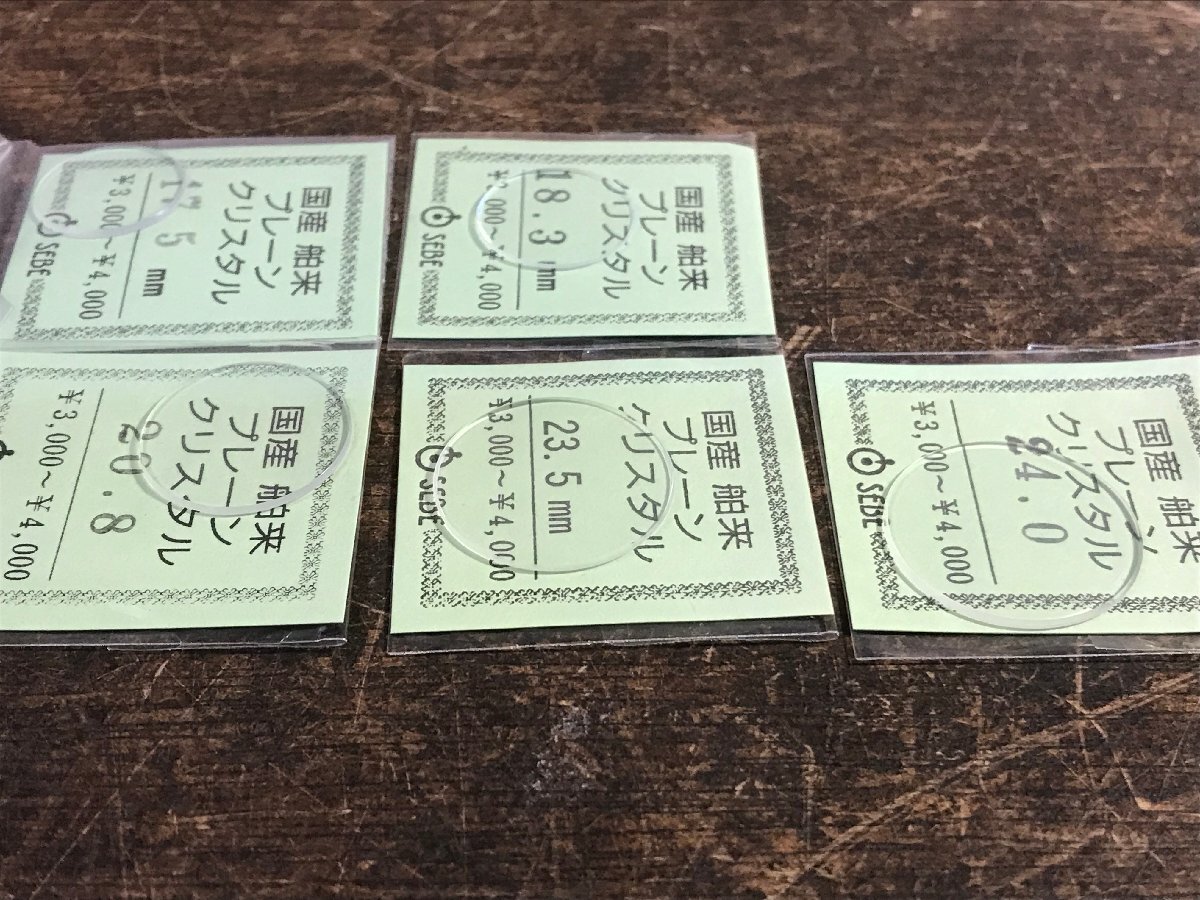 国産 舶来
プレーン
クリスタル
5 mm
¥3,000～¥4,000
SEBE
国産 舶来
プレーン
クリスタル
18.3 mm
¥4,000
SEBE
国産 舶来
プレーン
クリスタル
20.8
¥3,000～¥4,000
国産 舶来
プレーン
クリスタル
23.5 mm
¥3,000～¥4,000
SEBE
国産 舶来
プレーン
クリスタル
24.0
¥3,000～¥4,000
SEBE